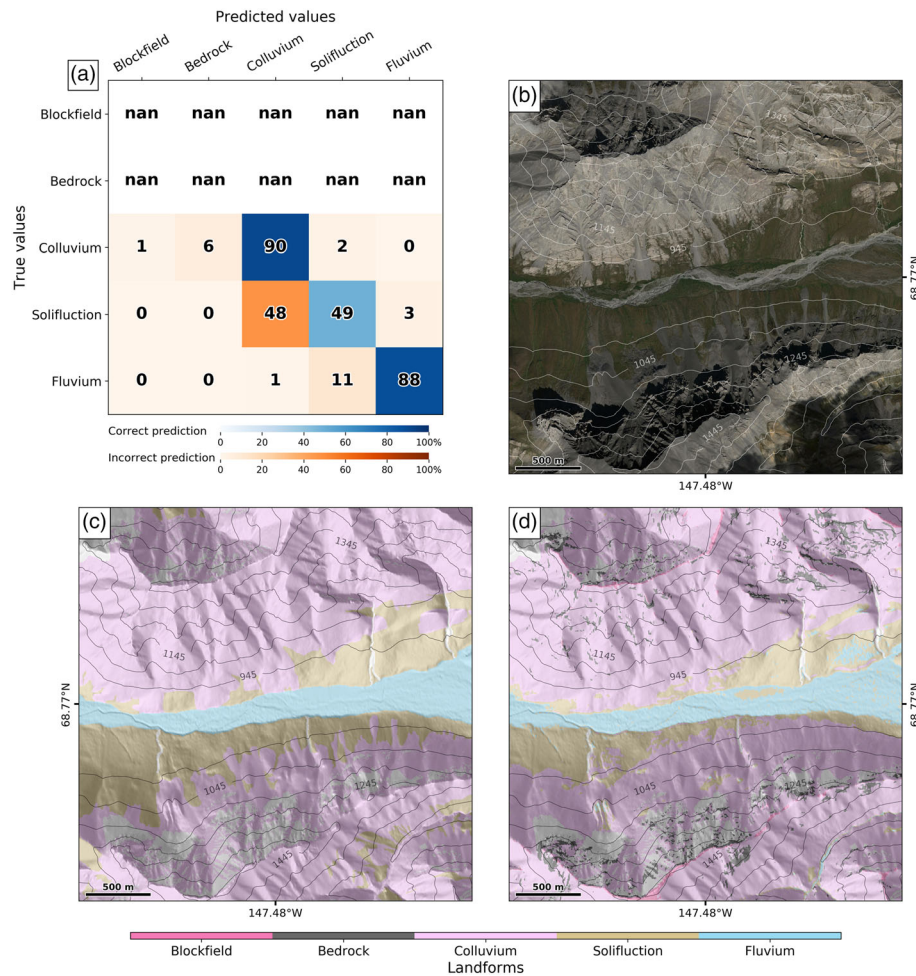 Predicted values
Blockfield Bedrock Colluvium Solifluction Fluvium
(a)
True values
Blockfield nan nan nan nan nan
Bedrock nan nan nan nan nan
Colluvium 1 6 90 2 0
Solifluction 0 0 48 49 3
Fluvium 0 0 1 11 88
Correct prediction 0 20 40 60 80 100%
Incorrect prediction 0 20 40 60 80 100%
(b)
1345
1145
945
68.77°N
1045
1245
1445
500 m
147.48°W
(c)
1345
1145
945
68.77°N
1045
1245
1445
500 m
147.48°W
(d)
1345
1145
945
68.77°N
1045
1245
1445
500 m
147.48°W
Blockfield Bedrock Colluvium Solifluction Fluvium
Landforms